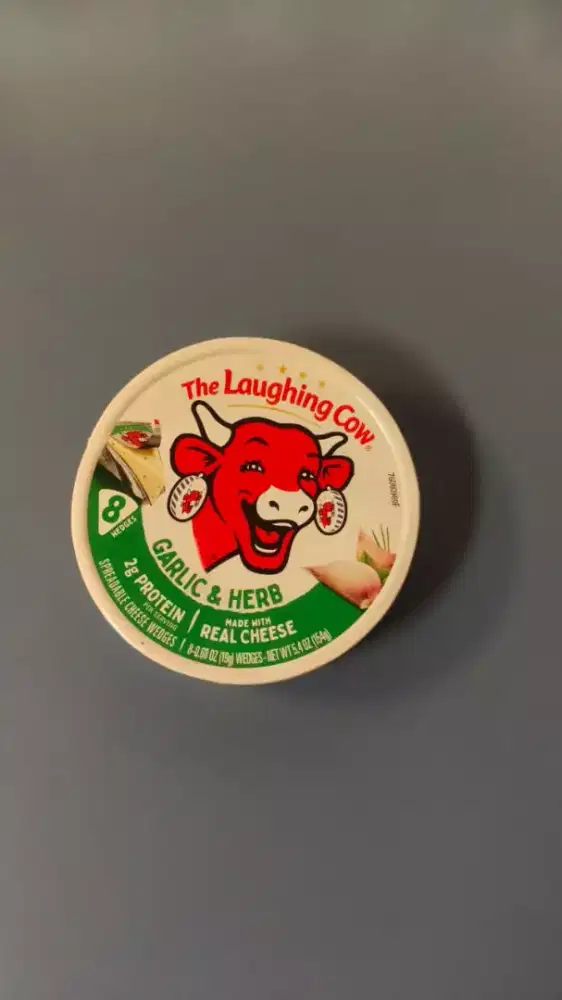 The Laughing Cow
8
WEDGES
GARLIC & HERB
2g PROTEIN
PER SERVING
MADE WITH
REAL CHEESE
SPREADABLE CHEESE WEDGES
8-0.68 OZ (19g) WEDGES - NET WT 5.4 OZ (154g)